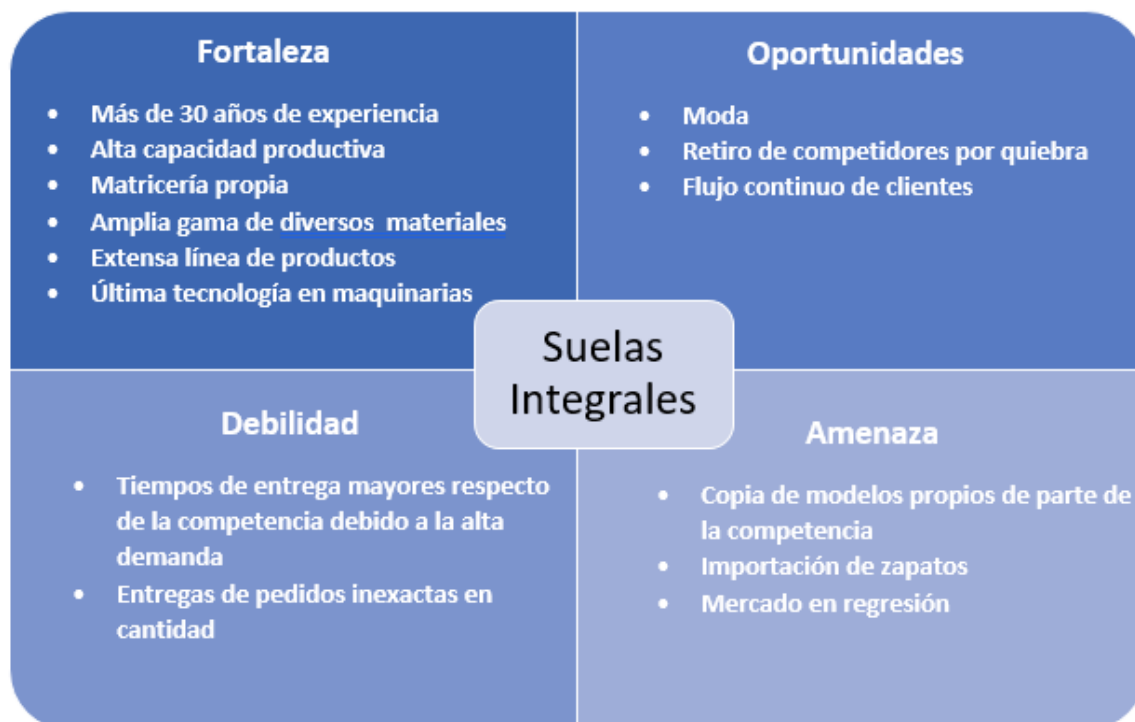 Fortaleza
• Más de 30 años de experiencia
• Alta capacidad productiva
• Matricería propia
• Amplia gama de diversos materiales
• Extensa línea de productos
• Última tecnología en maquinarias
Oportunidades
• Moda
• Retiro de competidores por quiebra
• Flujo continuo de clientes
Suelas
Integrales
Debilidad
• Tiempos de entrega mayores respecto
de la competencia debido a la alta
demanda
• Entregas de pedidos inexactas en
cantidad
Amenaza
• Copia de modelos propios de parte de
la competencia
• Importación de zapatos
• Mercado en regresión